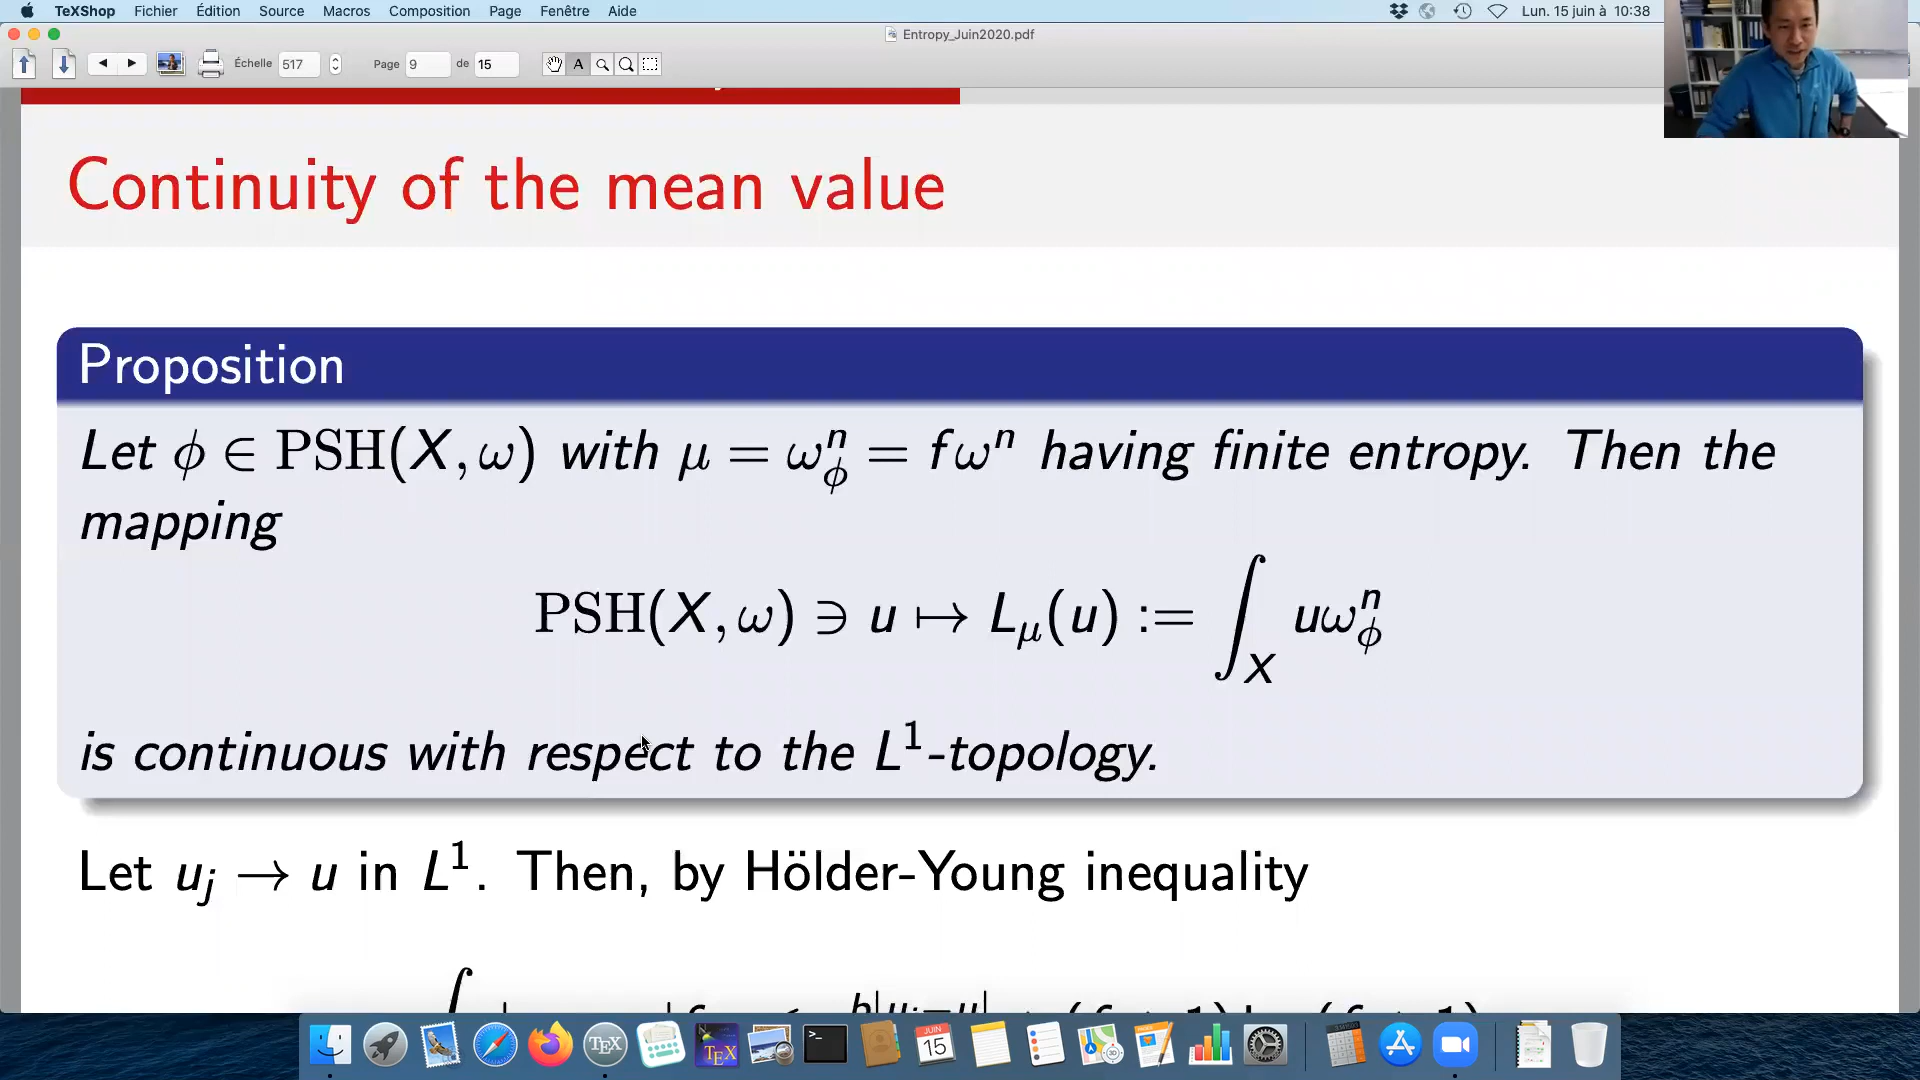 TeXShop Fichier Édition Source Macros Composition Page Fenêtre Aide Lun. 15 juin à 10:38
Entropy_Juin2020.pdf
Échelle 517 Page 9 de 15
Continuity of the mean value
Proposition
Let ϕ ∈ PSH(X, ω) with μ = ω_ϕ^n = fω^n having finite entropy. Then the
mapping
PSH(X, ω) ∋ u ↦ L_μ(u) := ∫_X uω_ϕ^n
is continuous with respect to the L^1-topology.
Let u_j → u in L^1. Then, by Hölder-Young inequality
JUIN
15